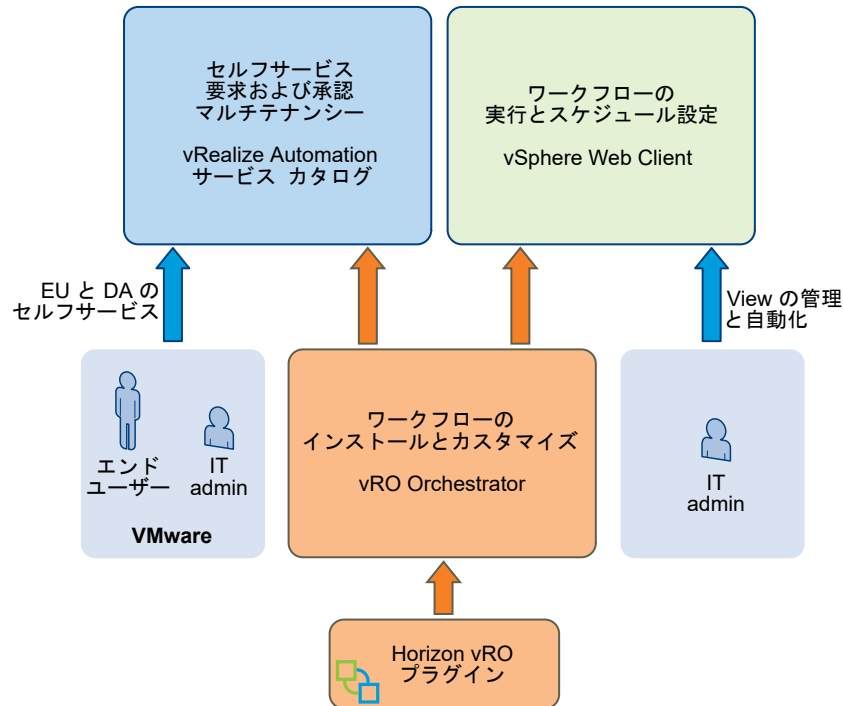 セルフサービス
要求および承認
マルチテナンシー
vRealize Automation
サービス カタログ
ワークフローの
実行とスケジュール設定
vSphere Web Client
EU と DA の
セルフサービス
View の管理
と自動化
エンド
ユーザー
IT
admin
VMware
ワークフローの
インストールとカスタマイズ
vRO Orchestrator
IT
admin
Horizon vRO
プラグイン